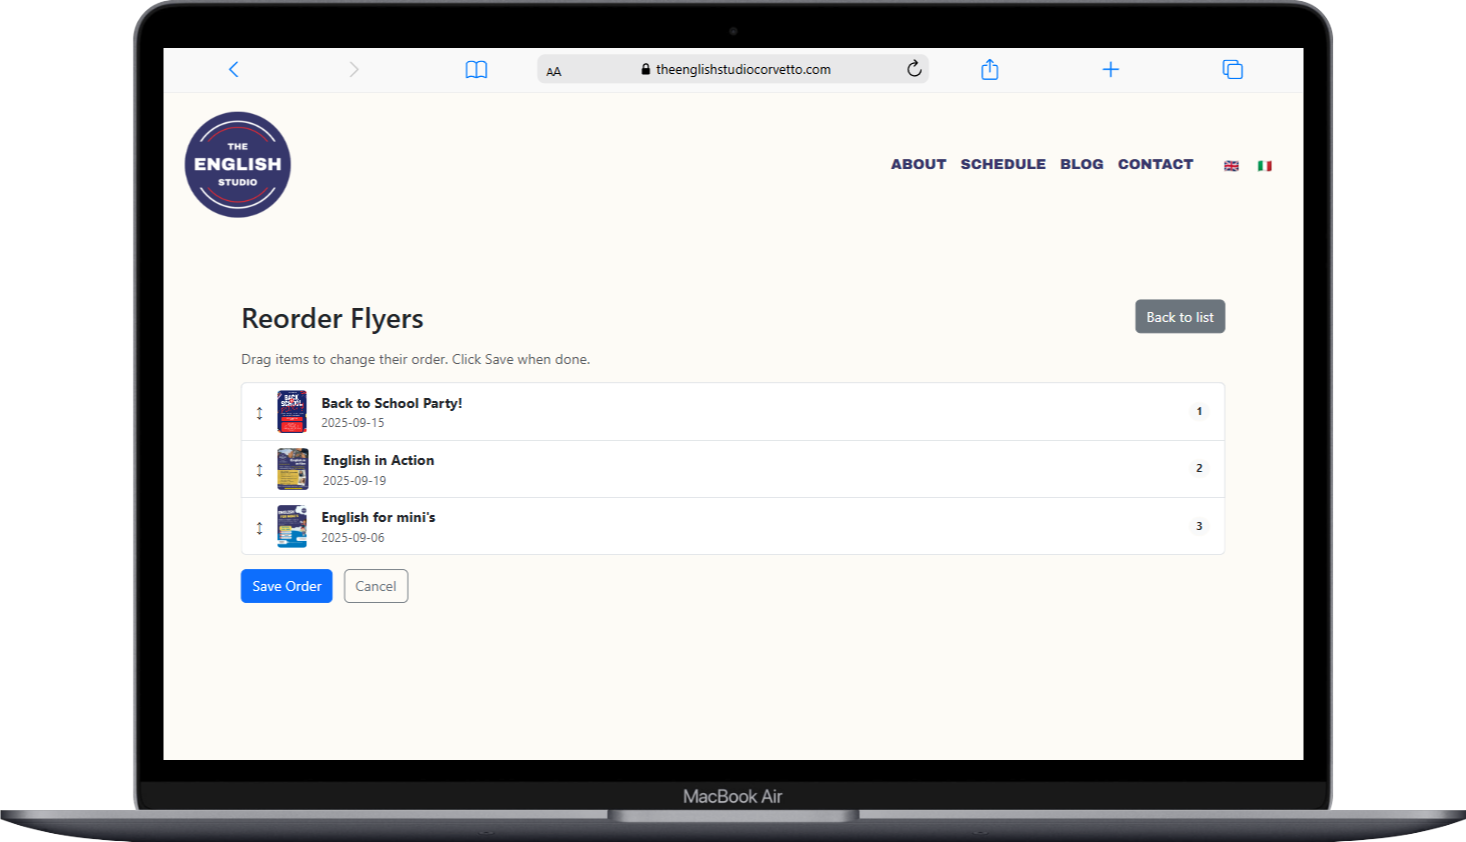 AA
theenglishstudiocorvetto.com
THE
ENGLISH
STUDIO
ABOUT SCHEDULE BLOG CONTACT
Reorder Flyers
Back to list
Drag items to change their order. Click Save when done.
BACK
SCHOOL
Back to School Party!
2025-09-15
1
English in Action
2025-09-19
2
English for mini's
2025-09-06
3
Save Order
Cancel
MacBook Air